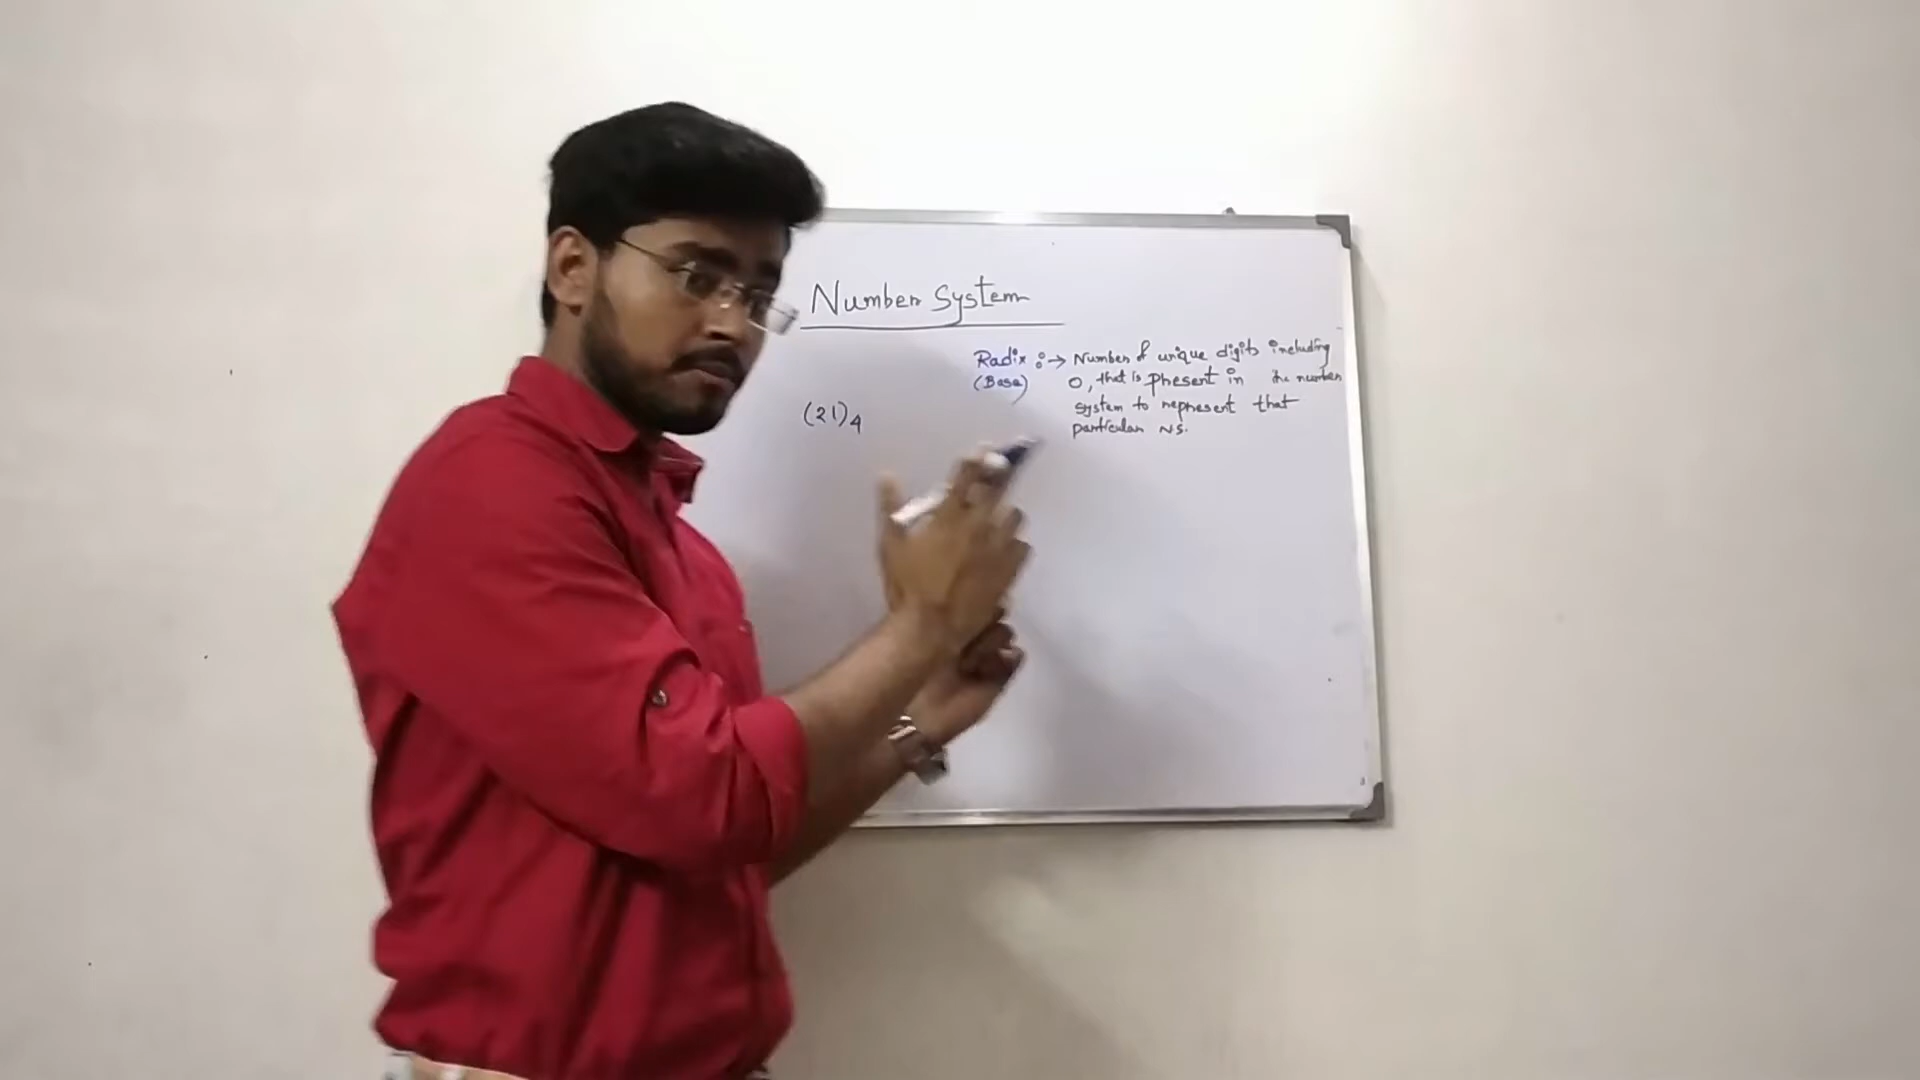 Number System
Radix :→ Number of unique digits including
(Base) 0, that is present in the number
system to represent that
(21)4
particular NS.